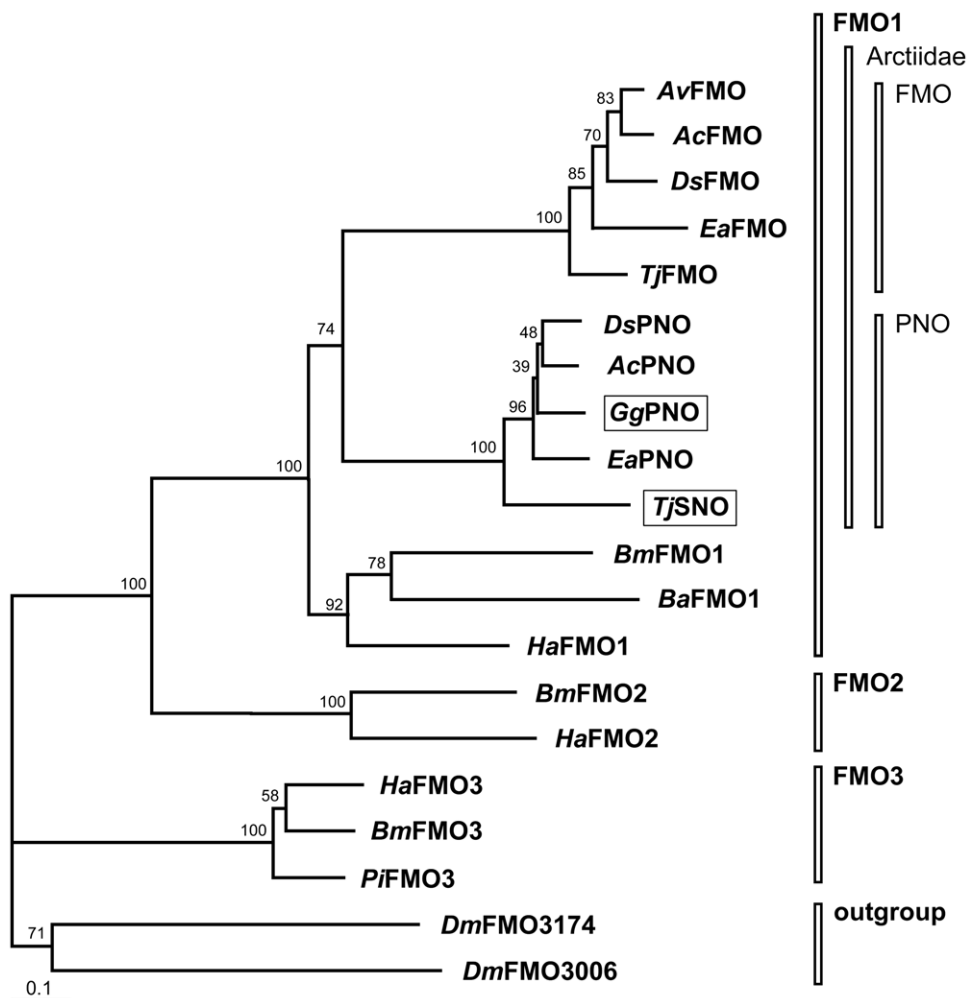 FMO1
Arctiidae
FMO
83
AvFMO
70
AcFMO
85
DsFMO
100
EaFMO
TjFMO
PNO
74
48
DsPNO
39
AcPNO
96
GgPNO
100
EaPNO
100
TjSNO
78
BmFMO1
100
92
BaFMO1
HaFMO1
FMO2
100
BmFMO2
HaFMO2
FMO3
58
HaFMO3
100
BmFMO3
PiFMO3
outgroup
71
DmFMO3174
DmFMO3006
0.1